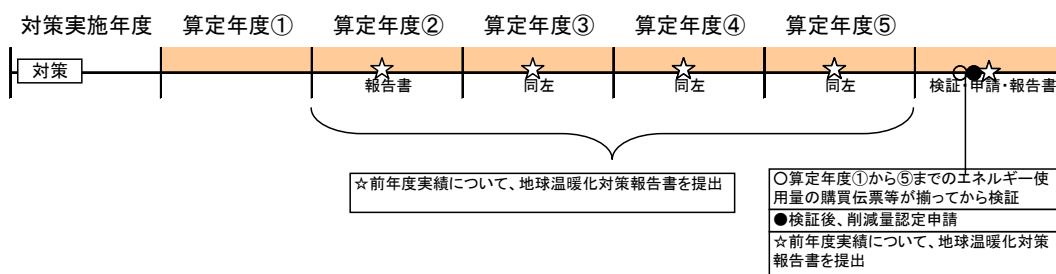 対策実施年度 算定年度① 算定年度② 算定年度③ 算定年度④ 算定年度⑤
対策
報告書 同左 同左 同左 検証・申請・報告書
☆前年度実績について、地球温暖化対策報告書を提出
○算定年度①から⑤までのエネルギー使
用量の購買伝票等が揃ってから検証
●検証後、削減量認定申請
☆前年度実績について、地球温暖化対策
報告書を提出